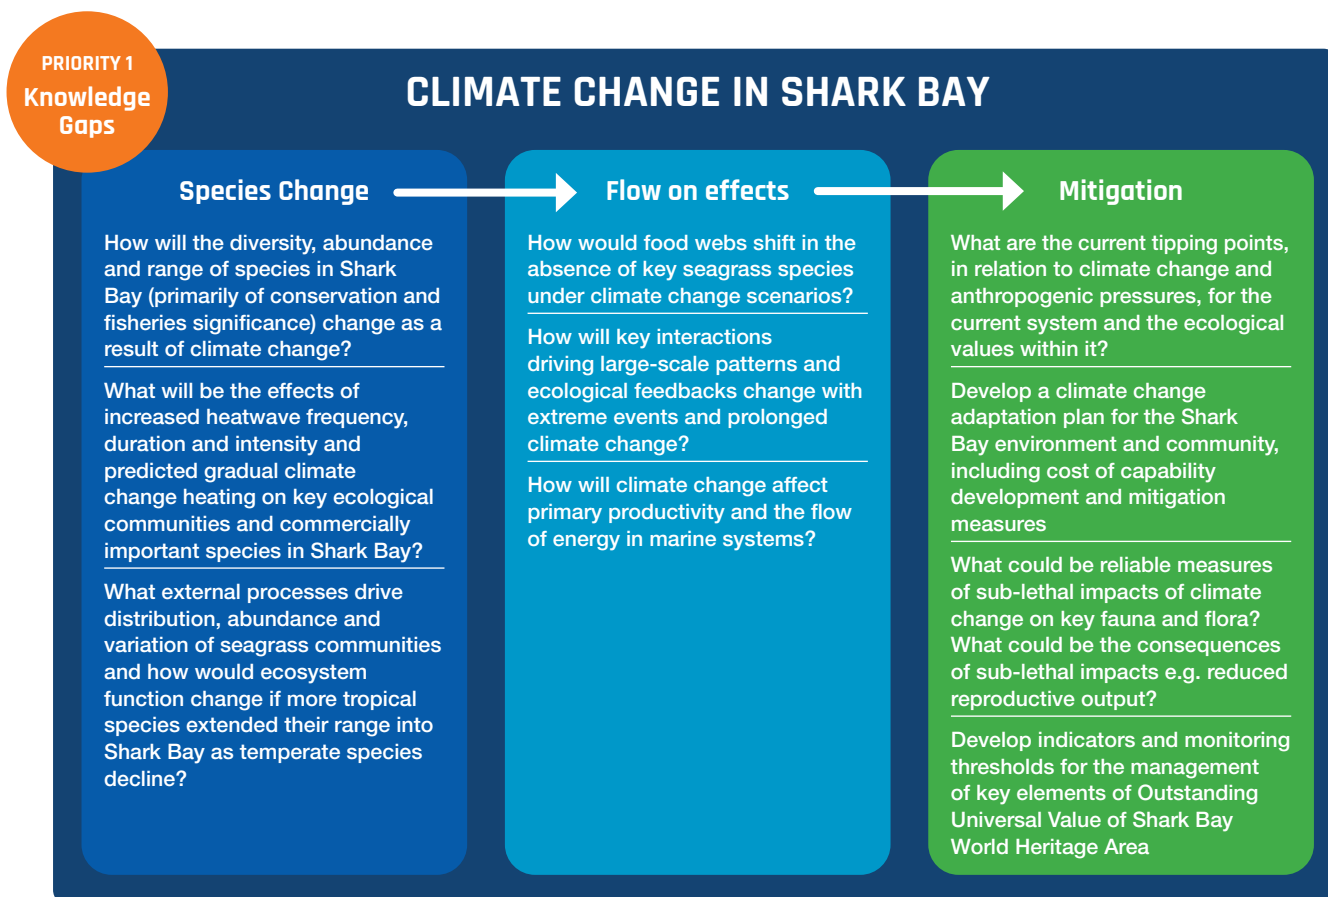 PRIORITY 1
Knowledge
Gaps
CLIMATE CHANGE IN SHARK BAY
Species Change
How will the diversity, abundance
and range of species in Shark
Bay (primarily of conservation and
fisheries significance) change as a
result of climate change?
What will be the effects of
increased heatwave frequency,
duration and intensity and
predicted gradual climate
change heating on key ecological
communities and commercially
important species in Shark Bay?
What external processes drive
distribution, abundance and
variation of seagrass communities
and how would ecosystem
function change if more tropical
species extended their range into
Shark Bay as temperate species
decline?
Flow on effects
How would food webs shift in the
absence of key seagrass species
under climate change scenarios?
How will key interactions
driving large-scale patterns and
ecological feedbacks change with
extreme events and prolonged
climate change?
How will climate change affect
primary productivity and the flow
of energy in marine systems?
Mitigation
What are the current tipping points,
in relation to climate change and
anthropogenic pressures, for the
current system and the ecological
values within it?
Develop a climate change
adaptation plan for the Shark
Bay environment and community,
including cost of capability
development and mitigation
measures
What could be reliable measures
of sub-lethal impacts of climate
change on key fauna and flora?
What could be the consequences
of sub-lethal impacts e.g. reduced
reproductive output?
Develop indicators and monitoring
thresholds for the management
of key elements of Outstanding
Universal Value of Shark Bay
World Heritage Area